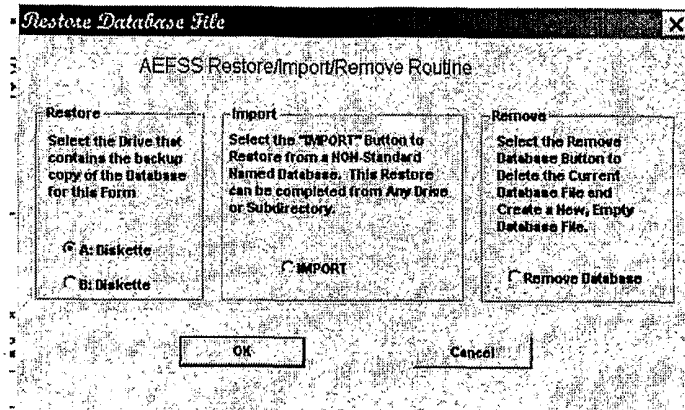 Restore Database File
AEFSS Restore/Import/Remove Routine
Restore
Select the Drive that
contains the backup
copy of the Database
for this Form
A: Diskette
B: Diskette
Import
Select the "IMPORT" Button to
Restore from a NON-Standard
Named Database. This Restore
can be completed from Any Drive
or Subdirectory.
IMPORT
Remove
Select the Remove
Database Button to
Delete the Current
Database File and
Create a New, Empty
Database File.
Remove Database
OK
Cancel